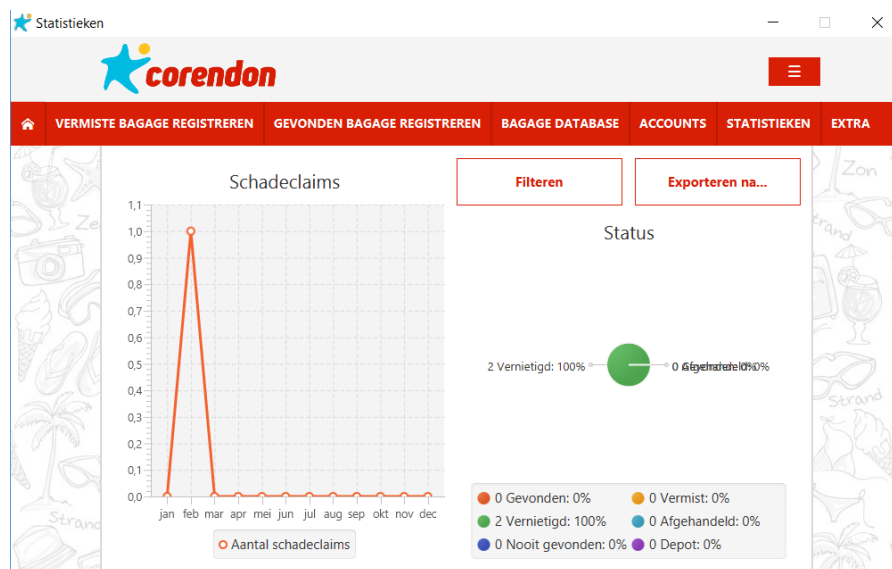 Statistieken
corendon
VERMISTE BAGAGE REGISTREREN GEVONDEN BAGAGE REGISTREREN BAGAGE DATABASE ACCOUNTS STATISTIEKEN EXTRA
Schadeclaims
1,1
1,0
0,9
0,8
0,7
0,6
0,5
0,4
0,3
0,2
0,1
0,0
jan feb mar apr mei jun jul aug sep okt nov dec
Aantal schadeclaims
Filteren Exporteren na...
Status
2 Vernietigd: 100%
0 Gevonden: 0% 0 Vermist: 0%
2 Vernietigd: 100% 0 Afgehandeld: 0%
0 Nooit gevonden: 0% 0 Depot: 0%
Zon
Strand
Strand